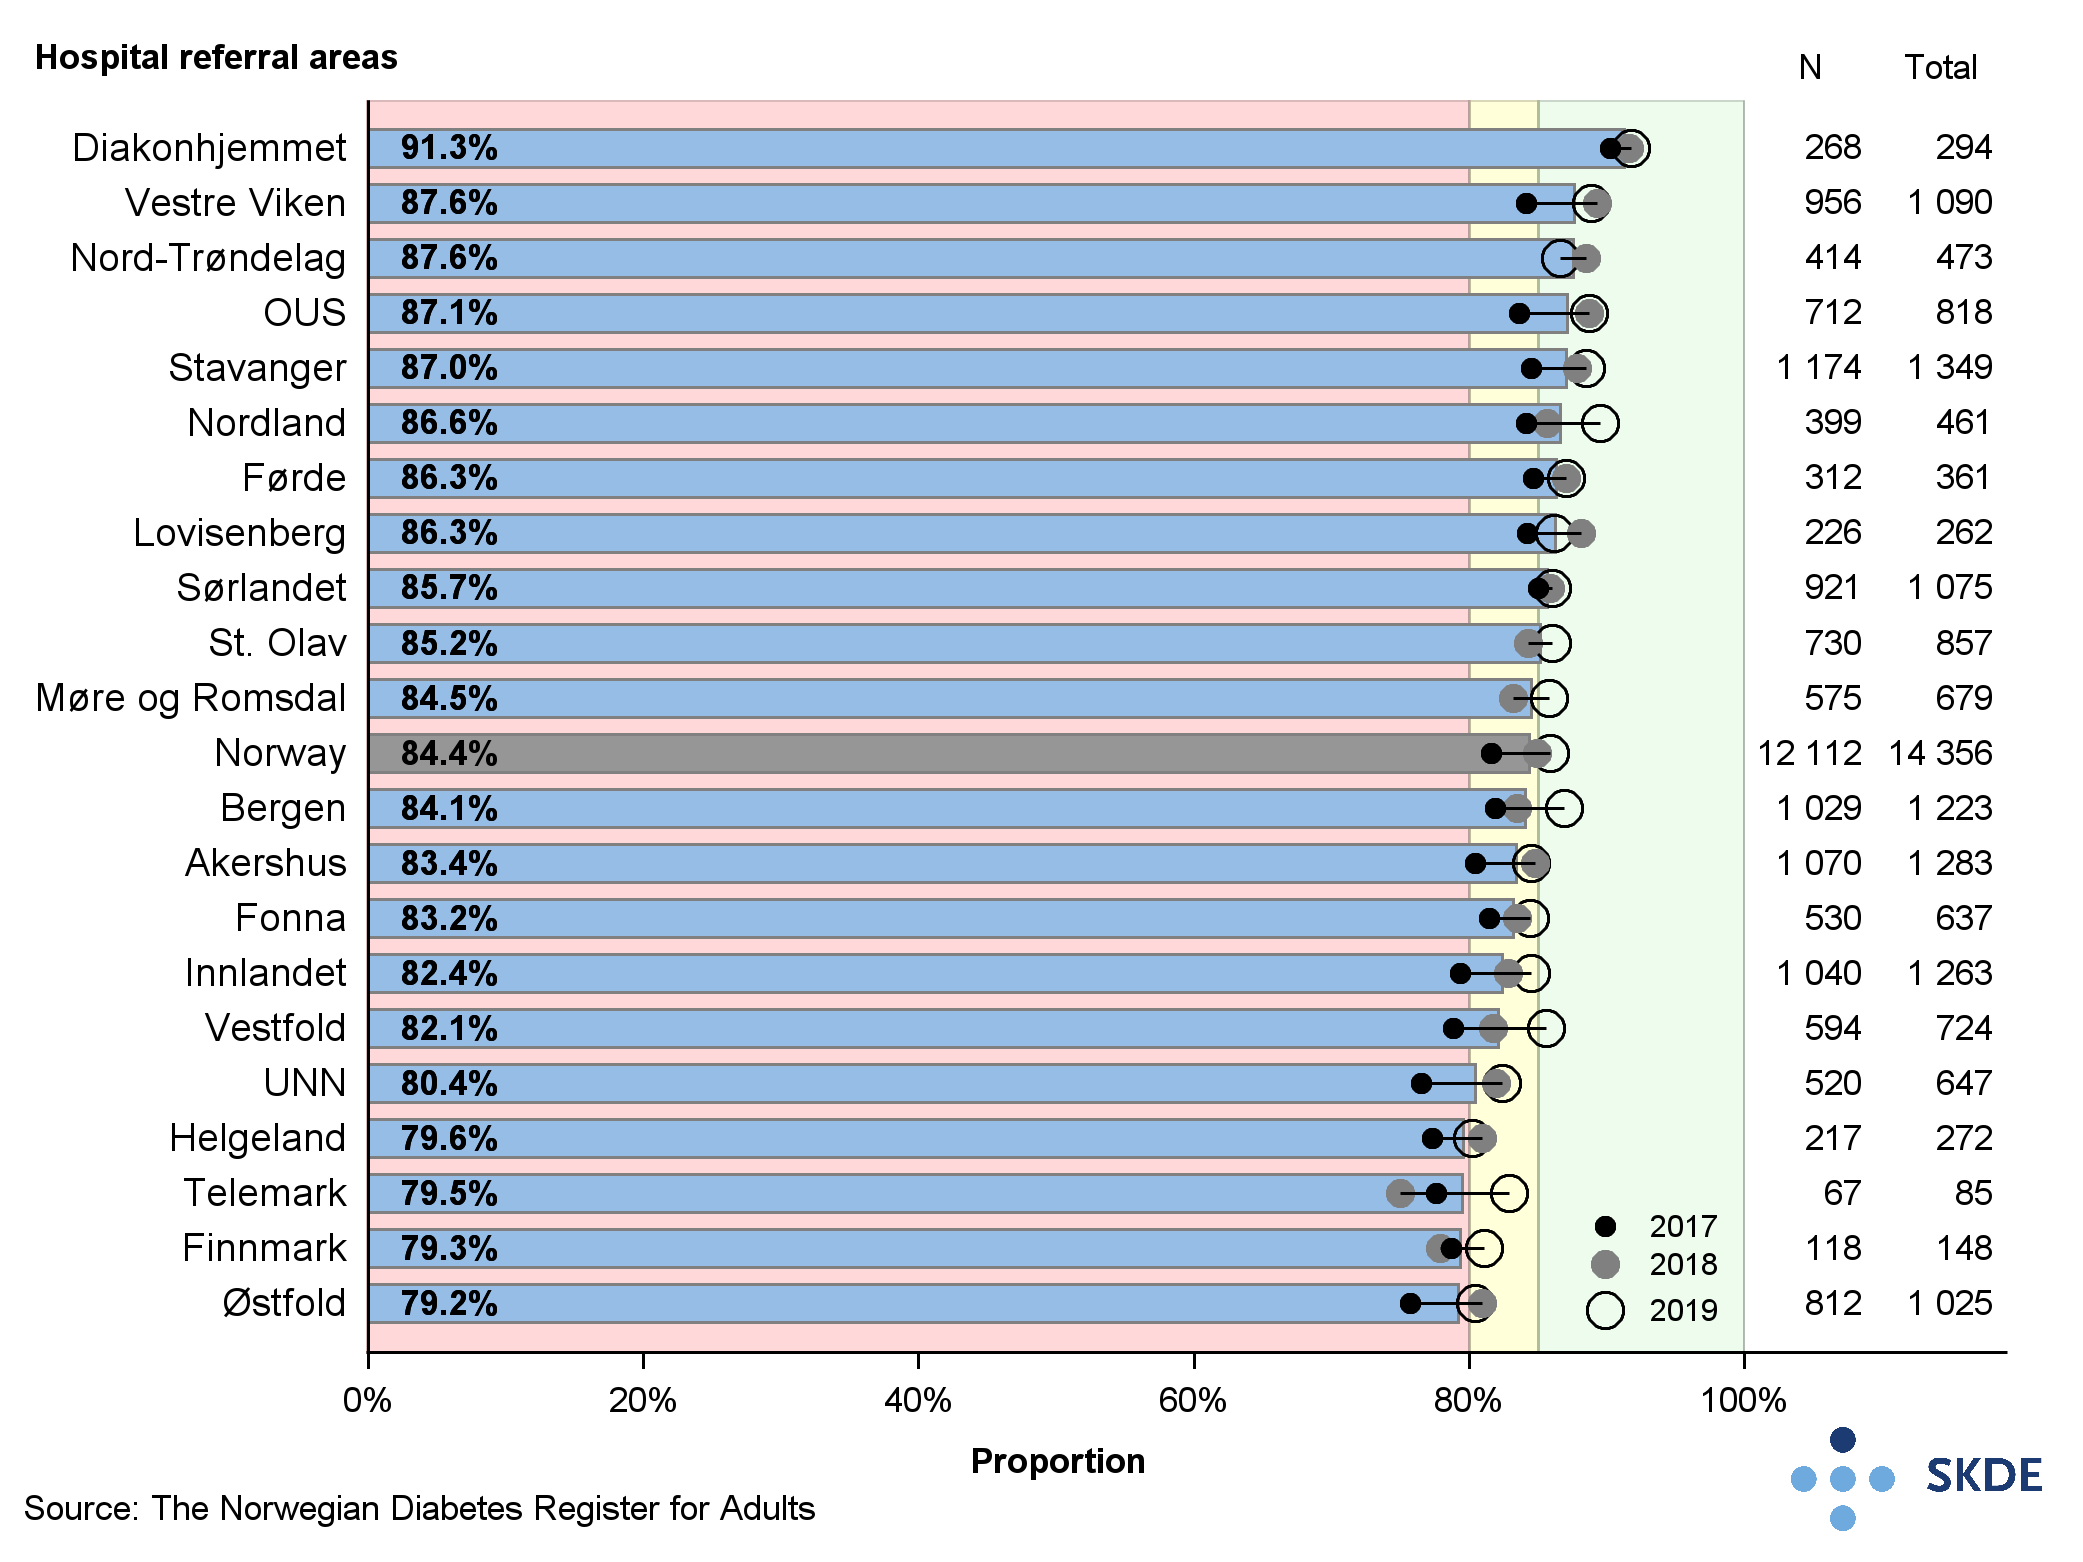 Hospital referral areas N Total
Diakonhjemmet 91.3% 268 294
Vestre Viken 87.6% 956 1 090
Nord-Trøndelag 87.6% 414 473
OUS 87.1% 712 818
Stavanger 87.0% 1 174 1 349
Nordland 86.6% 399 461
Førde 86.3% 312 361
Lovisenberg 86.3% 226 262
Sørlandet 85.7% 921 1 075
St. Olav 85.2% 730 857
Møre og Romsdal 84.5% 575 679
Norway 84.4% 12 112 14 356
Bergen 84.1% 1 029 1 223
Akershus 83.4% 1 070 1 283
Fonna 83.2% 530 637
Innlandet 82.4% 1 040 1 263
Vestfold 82.1% 594 724
UNN 80.4% 520 647
Helgeland 79.6% 217 272
Telemark 79.5% 67 85
Finnmark 79.3% 118 148
Østfold 79.2% 812 1 025
2017
2018
2019
0% 20% 40% 60% 80% 100%
Proportion
SKDE
Source: The Norwegian Diabetes Register for Adults